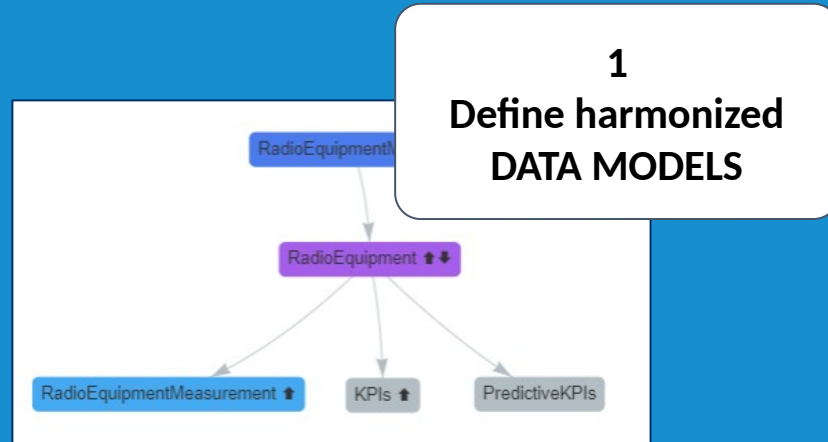 1
Define harmonized
DATA MODELS
RadioEquipmentM
RadioEquipment ⬆⬇
RadioEquipmentMeasurement ⬆
KPIs ⬆
PredictiveKPIs